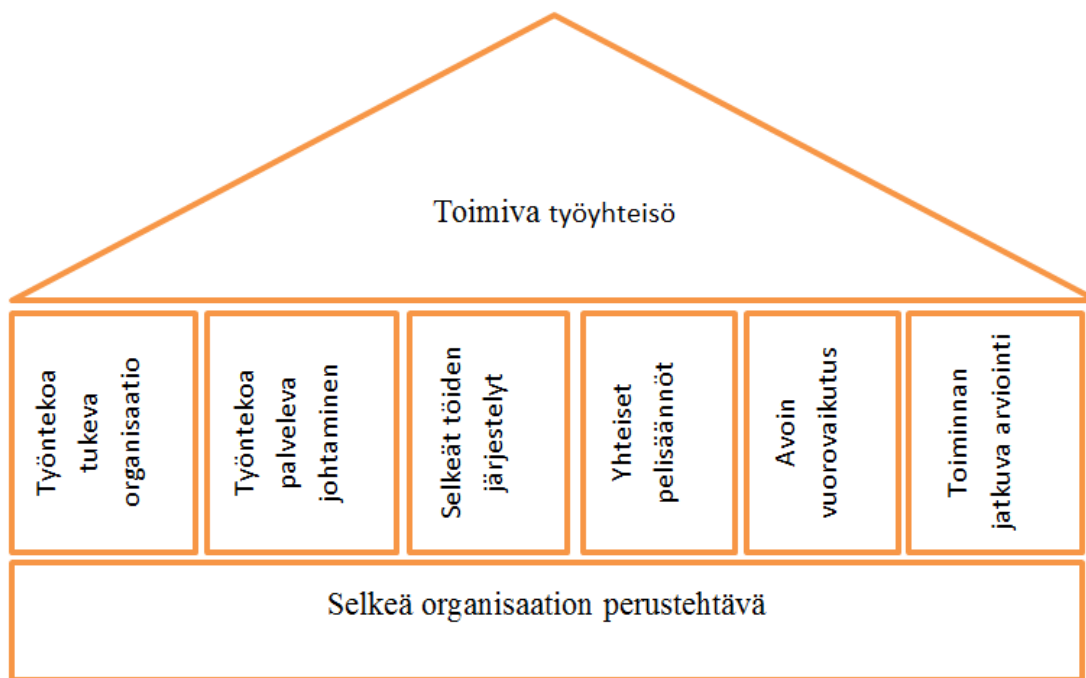 Toimiva työyhteisö
Työntekoa
tukeva
organisaatio
Työntekoa
palveleva
johtaminen
Selkeät töiden
järjestelyt
Yhteiset
pelisäännöt
Avoin
vuorovaikutus
Toiminnan
jatkuva arviointi
Selkeä organisaation perustehtävä